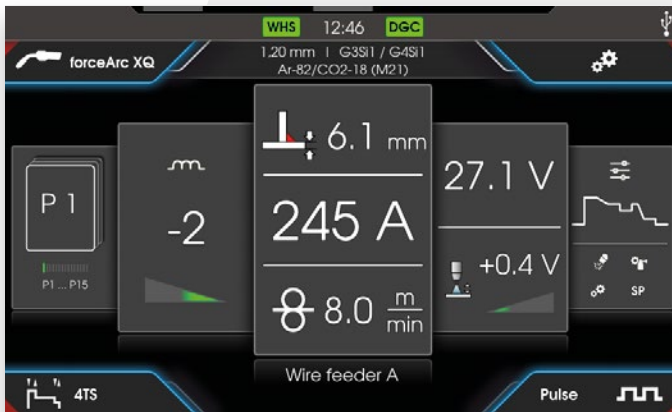 WHS 12:46 DGC
forceArc XQ
1.20 mm I G3Si1 / G4Si1
Ar-82/CO2-18 (M21)
P 1
P1 ... P15
-2
6.1 mm
245 A
8.0 m/min
27.1 V
+0.4 V
SP
Wire feeder A
4TS
Pulse